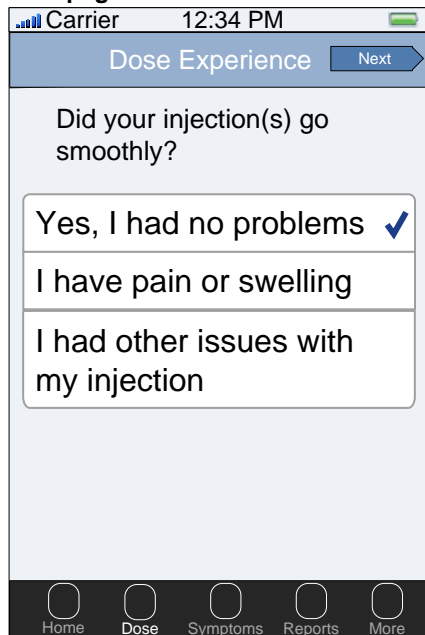 Carrier 12:34 PM
Dose Experience Next
Did your injection(s) go
smoothly?
Yes, I had no problems
I have pain or swelling
I had other issues with
my injection
Home Dose Symptoms Reports More